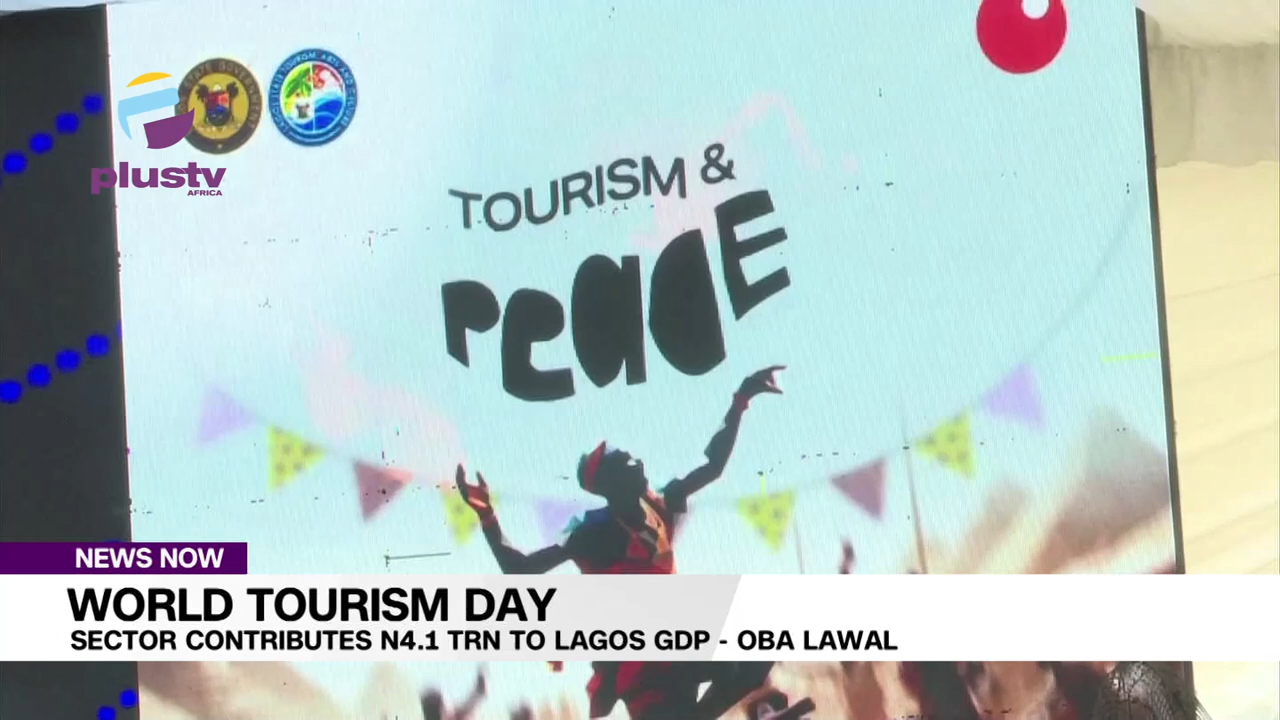 plustv
AFRICA
TOURISM &
PEACE
NEWS NOW
WORLD TOURISM DAY
SECTOR CONTRIBUTES N4.1 TRN TO LAGOS GDP - OBA LAWAL